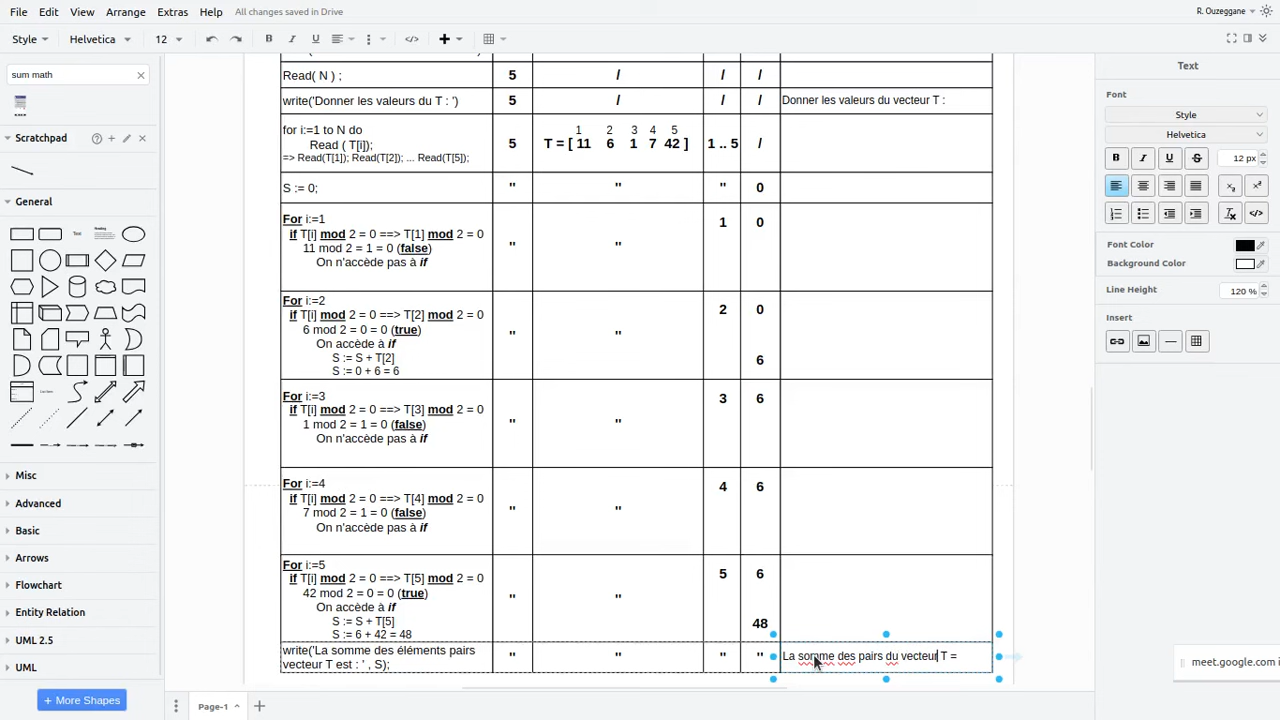 File Edit View Arrange Extras Help All changes saved in Drive R. Ouzeggane
Style Helvetica 12
sum math
Scratchpad
General
Text
Heading
List Item
Misc
Advanced
Basic
Arrows
Flowchart
Entity Relation
UML 2.5
UML
+ More Shapes
Read( N ) ; 5 / / /
write('Donner les valeurs du T : ') 5 / / / Donner les valeurs du vecteur T :
for i:=1 to N do
1 2 3 4 5
Read ( T[i]); 5 T = [ 11 6 1 7 42 ] 1 .. 5 /
=> Read(T[1]); Read(T[2]); ... Read(T[5]);
S := 0; " " " 0
For i:=1 1 0
if T[i] mod 2 = 0 ==> T[1] mod 2 = 0
11 mod 2 = 1 = 0 (false) " "
On n'accède pas à if
For i:=2 2 0
if T[i] mod 2 = 0 ==> T[2] mod 2 = 0
6 mod 2 = 0 = 0 (true) " "
On accède à if
S := S + T[2] 6
S := 0 + 6 = 6
For i:=3 3 6
if T[i] mod 2 = 0 ==> T[3] mod 2 = 0
1 mod 2 = 1 = 0 (false) " "
On n'accède pas à if
For i:=4 4 6
if T[i] mod 2 = 0 ==> T[4] mod 2 = 0
7 mod 2 = 1 = 0 (false) " "
On n'accède pas à if
For i:=5 5 6
if T[i] mod 2 = 0 ==> T[5] mod 2 = 0
42 mod 2 = 0 = 0 (true) " "
On accède à if
S := S + T[5] 48
S := 6 + 42 = 48
write('La somme des éléments pairs
vecteur T est : ' , S); " " " " La somme des pairs du vecteur T =
Page-1
Text
Font
Style
Helvetica
B I U S 12 px
Font Color
Background Color
Line Height 120 %
Insert
meet.google.com